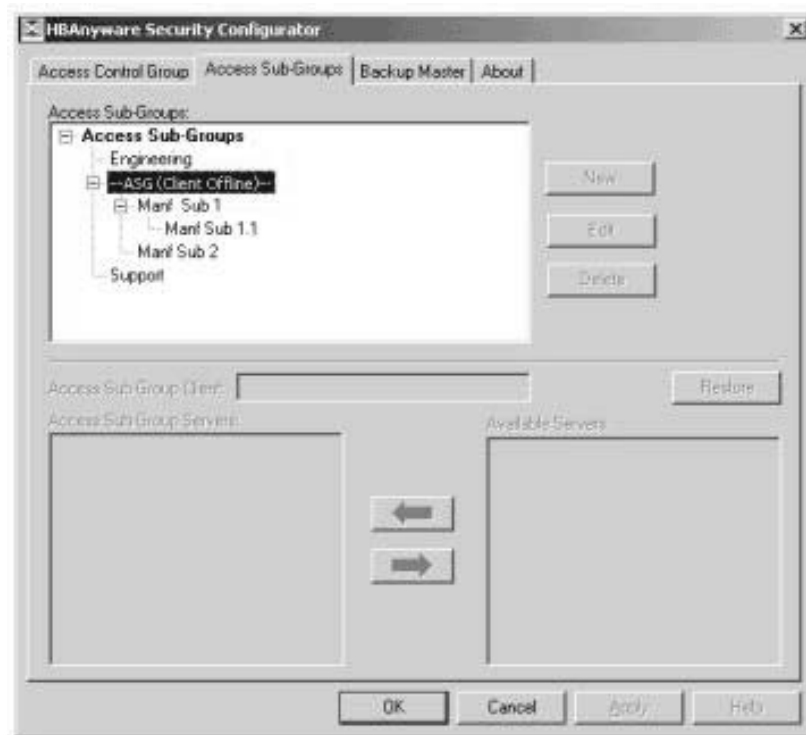 HBAnyware Security Configurator
Access Control Group
Access Sub-Groups
Backup Master
About
Access Sub-Groups:
Access Sub-Groups
Engineering
--ASG (Client Offline)--
Manf Sub 1
Manf Sub 1.1
Manf Sub 2
Support
New
Edit
Delete
Access Sub Group Client:
Restore
Access Sub Group Servers:
Available Servers
OK
Cancel
Apply
Help